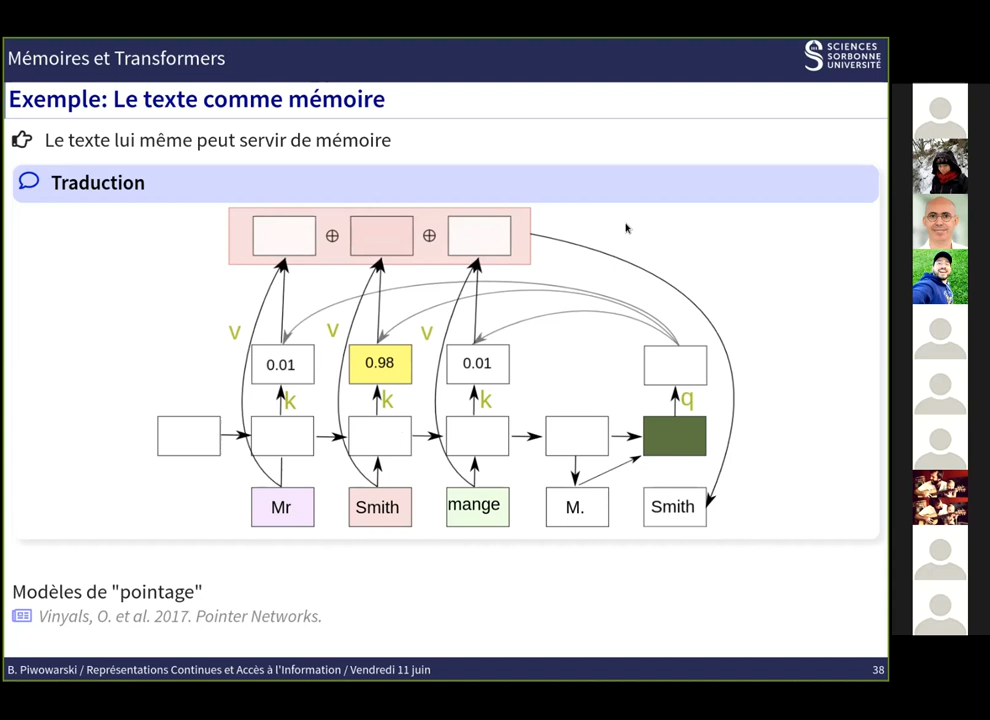 Mémoires et Transformers
SCIENCES
SORBONNE
UNIVERSITÉ
Exemple: Le texte comme mémoire
Le texte lui même peut servir de mémoire
Traduction
v v v
0.01 0.98 0.01
k k k q
Mr Smith mange M. Smith
Modèles de "pointage"
Vinyals, O. et al. 2017. Pointer Networks.
B. Piwowarski / Représentations Continues et Accès à l'Information / Vendredi 11 juin 38